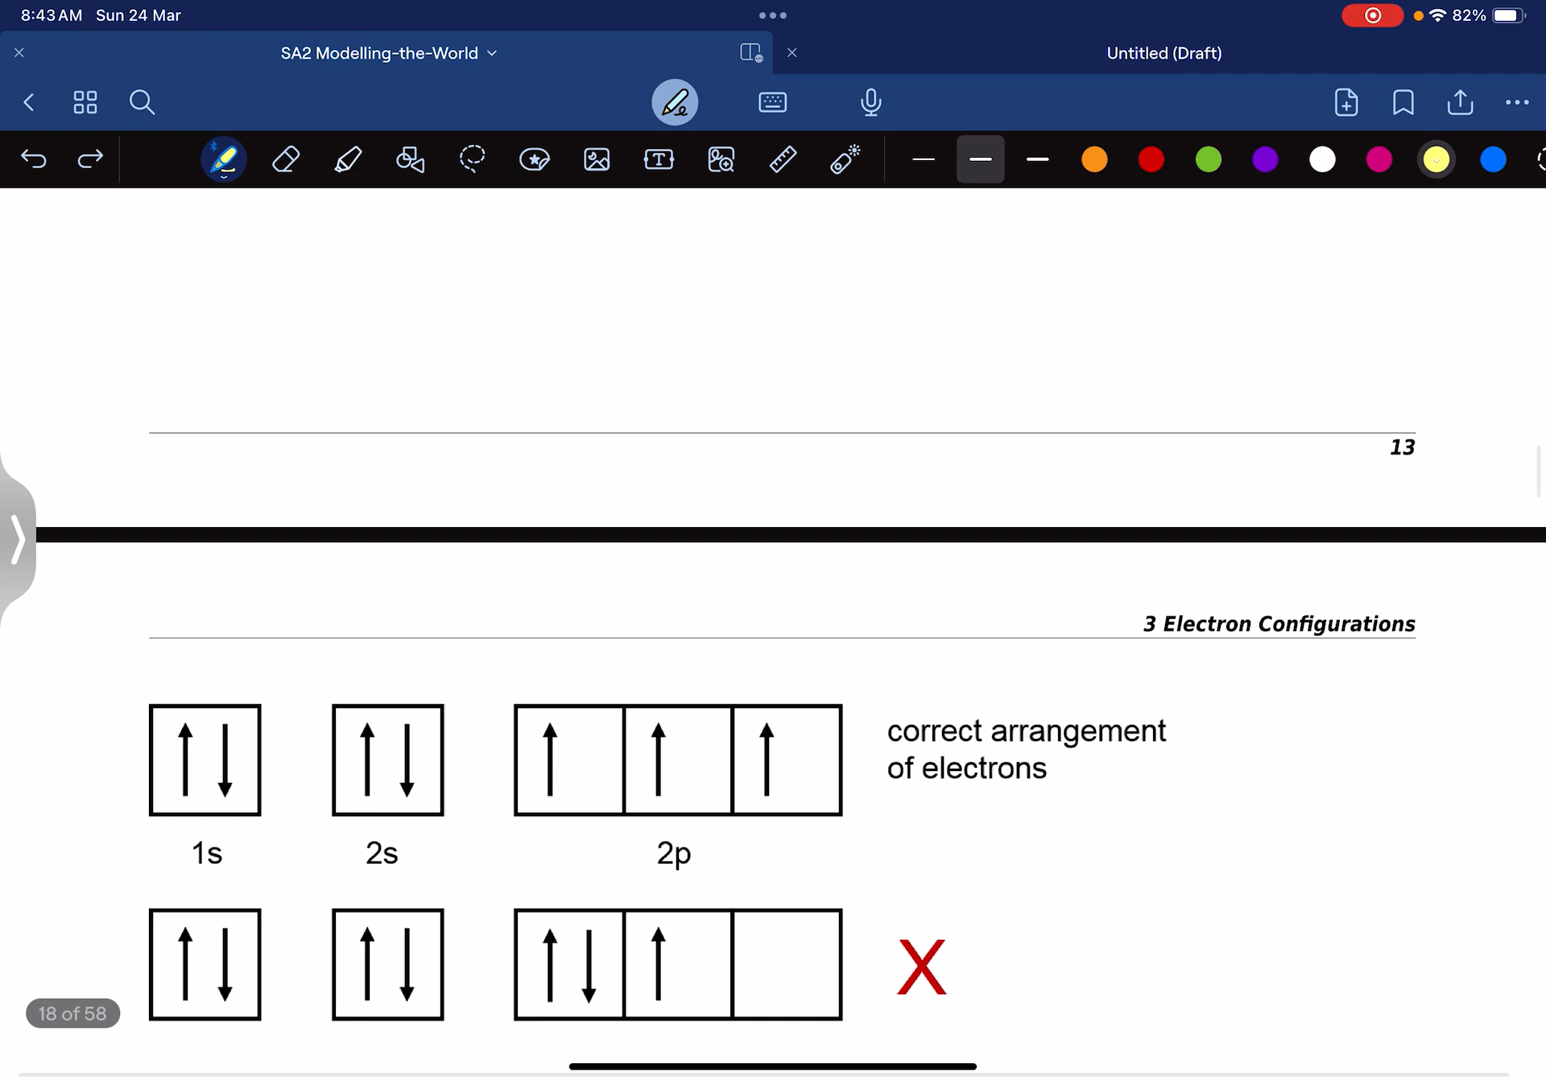 8:43 AM Sun 24 Mar
82%
SA2 Modelling-the-World
Untitled (Draft)
T
13
3 Electron Configurations
correct arrangement
of electrons
1s 2s 2p
X
18 of 58